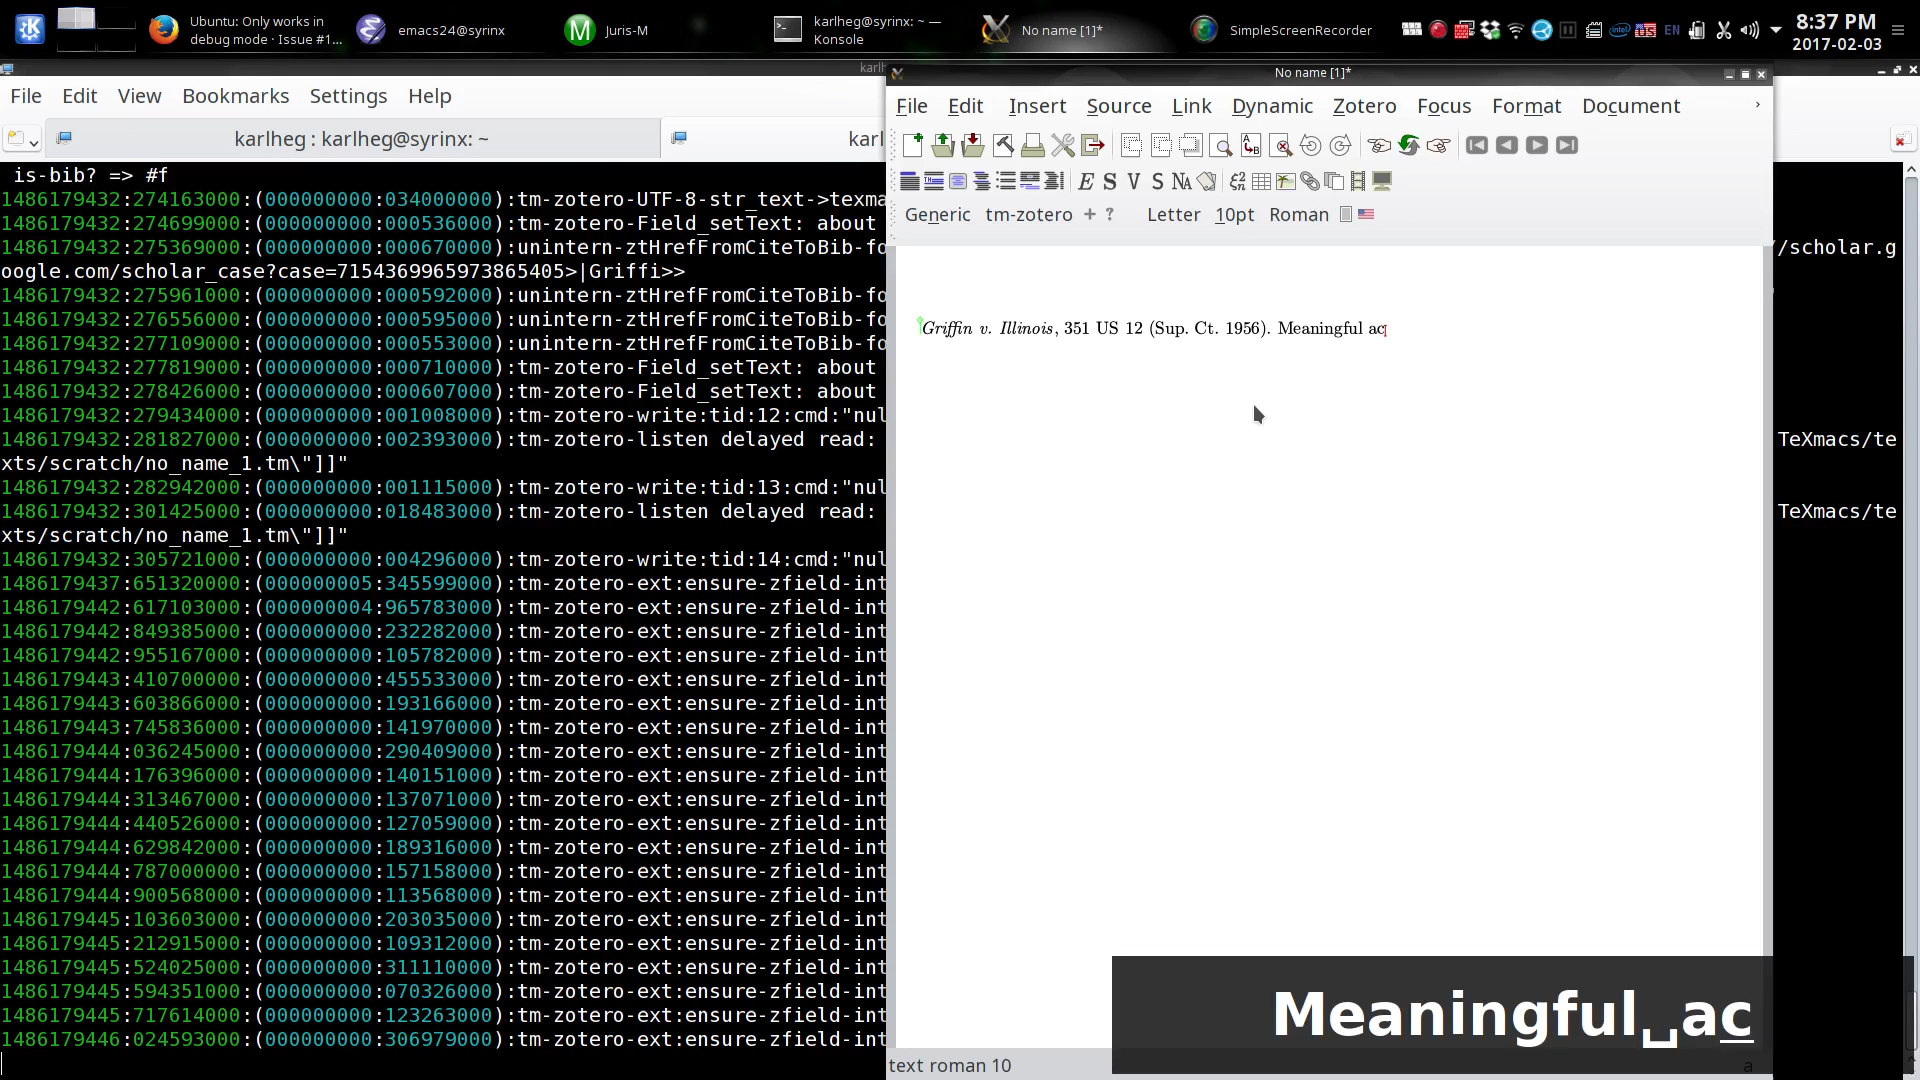 Ubuntu: Only works in
debug mode · Issue #1...
emacs24@syrinx
Juris-M
karlheg@syrinx: ~ —
Konsole
No name [1]*
SimpleScreenRecorder
EN
8:37 PM
2017-02-03
karlh
No name [1]*
File Edit View Bookmarks Settings Help
karlheg : karlheg@syrinx: ~
karl
is-bib? => #f
1486179432:274163000:(000000000:034000000):tm-zotero-UTF-8-str_text->texma
1486179432:274699000:(000000000:000536000):tm-zotero-Field_setText: about
1486179432:275369000:(000000000:000670000):unintern-ztHrefFromCiteToBib-fo
//scholar.g
oogle.com/scholar_case?case=7154369965973865405>|Griffi>>
1486179432:275961000:(000000000:000592000):unintern-ztHrefFromCiteToBib-fo
1486179432:276556000:(000000000:000595000):unintern-ztHrefFromCiteToBib-fo
1486179432:277109000:(000000000:000553000):unintern-ztHrefFromCiteToBib-fo
1486179432:277819000:(000000000:000710000):tm-zotero-Field_setText: about
1486179432:278426000:(000000000:000607000):tm-zotero-Field_setText: about
1486179432:279434000:(000000000:001008000):tm-zotero-write:tid:12:cmd:"nul
1486179432:281827000:(000000000:002393000):tm-zotero-listen delayed read:
TeXmacs/te
xts/scratch/no_name_1.tm\"]]"
1486179432:282942000:(000000000:001115000):tm-zotero-write:tid:13:cmd:"nul
1486179432:301425000:(000000000:018483000):tm-zotero-listen delayed read:
TeXmacs/te
xts/scratch/no_name_1.tm\"]]"
1486179432:305721000:(000000000:004296000):tm-zotero-write:tid:14:cmd:"nul
1486179437:651320000:(000000005:345599000):tm-zotero-ext:ensure-zfield-int
1486179442:617103000:(000000004:965783000):tm-zotero-ext:ensure-zfield-int
1486179442:849385000:(000000000:232282000):tm-zotero-ext:ensure-zfield-int
1486179442:955167000:(000000000:105782000):tm-zotero-ext:ensure-zfield-int
1486179443:410700000:(000000000:455533000):tm-zotero-ext:ensure-zfield-int
1486179443:603866000:(000000000:193166000):tm-zotero-ext:ensure-zfield-int
1486179443:745836000:(000000000:141970000):tm-zotero-ext:ensure-zfield-int
1486179444:036245000:(000000000:290409000):tm-zotero-ext:ensure-zfield-int
1486179444:176396000:(000000000:140151000):tm-zotero-ext:ensure-zfield-int
1486179444:313467000:(000000000:137071000):tm-zotero-ext:ensure-zfield-int
1486179444:440526000:(000000000:127059000):tm-zotero-ext:ensure-zfield-int
1486179444:629842000:(000000000:189316000):tm-zotero-ext:ensure-zfield-int
1486179444:787000000:(000000000:157158000):tm-zotero-ext:ensure-zfield-int
1486179444:900568000:(000000000:113568000):tm-zotero-ext:ensure-zfield-int
1486179445:103603000:(000000000:203035000):tm-zotero-ext:ensure-zfield-int
1486179445:212915000:(000000000:109312000):tm-zotero-ext:ensure-zfield-int
1486179445:524025000:(000000000:311110000):tm-zotero-ext:ensure-zfield-int
1486179445:594351000:(000000000:070326000):tm-zotero-ext:ensure-zfield-int
1486179445:717614000:(000000000:123263000):tm-zotero-ext:ensure-zfield-int
1486179446:024593000:(000000000:306979000):tm-zotero-ext:ensure-zfield-int
File Edit Insert Source Link Dynamic Zotero Focus Format Document
E S V S NA
Generic tm-zotero + ? Letter 10pt Roman
Griffin v. Illinois, 351 US 12 (Sup. Ct. 1956). Meaningful ac
Meaningful␣ac
text roman 10
a